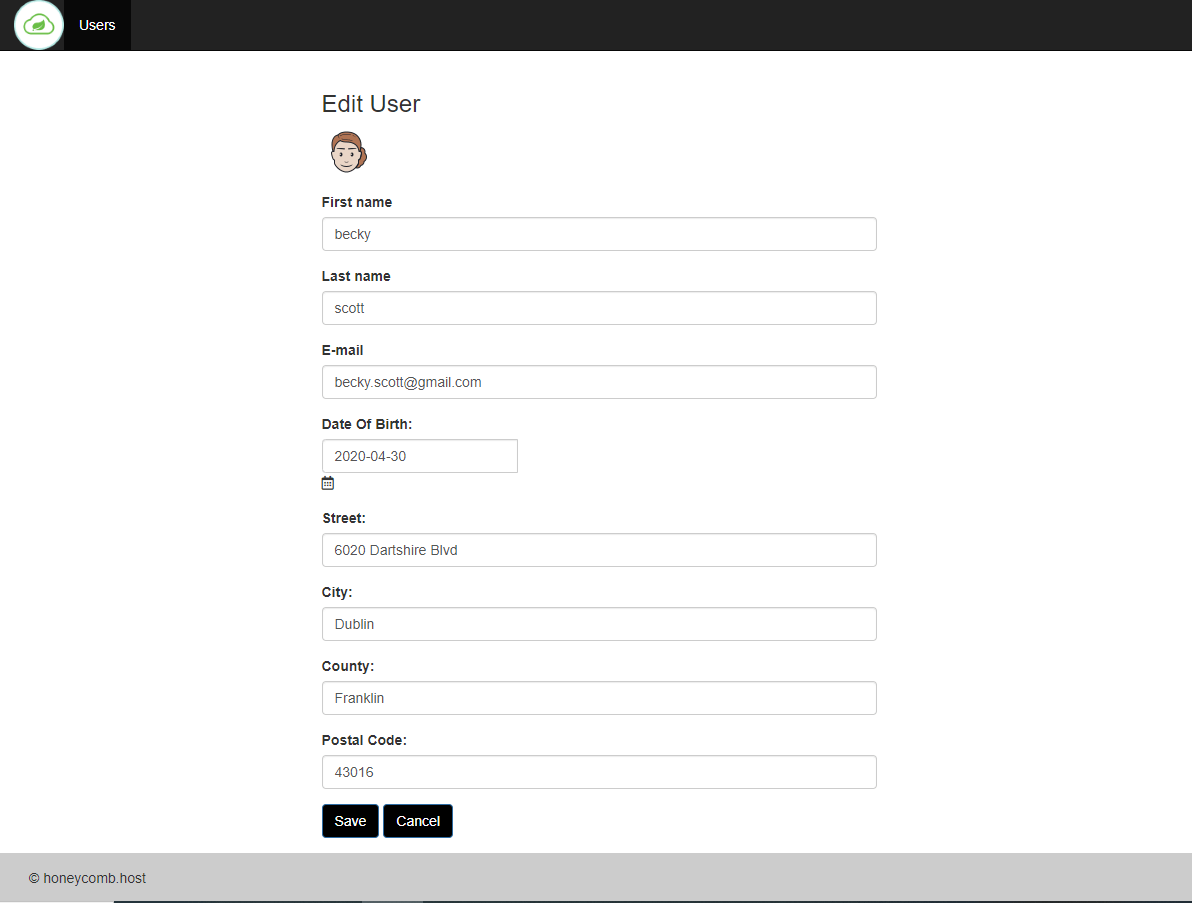 Users
Edit User
First name
becky
Last name
scott
E-mail
becky.scott@gmail.com
Date Of Birth:
2020-04-30
Street:
6020 Dartshire Blvd
City:
Dublin
County:
Franklin
Postal Code:
43016
Save Cancel
© honeycomb.host